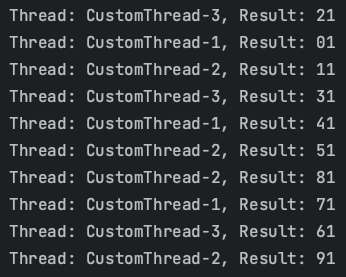 Thread: CustomThread-3, Result: 21
Thread: CustomThread-1, Result: 01
Thread: CustomThread-2, Result: 11
Thread: CustomThread-3, Result: 31
Thread: CustomThread-1, Result: 41
Thread: CustomThread-2, Result: 51
Thread: CustomThread-2, Result: 81
Thread: CustomThread-1, Result: 71
Thread: CustomThread-3, Result: 61
Thread: CustomThread-2, Result: 91